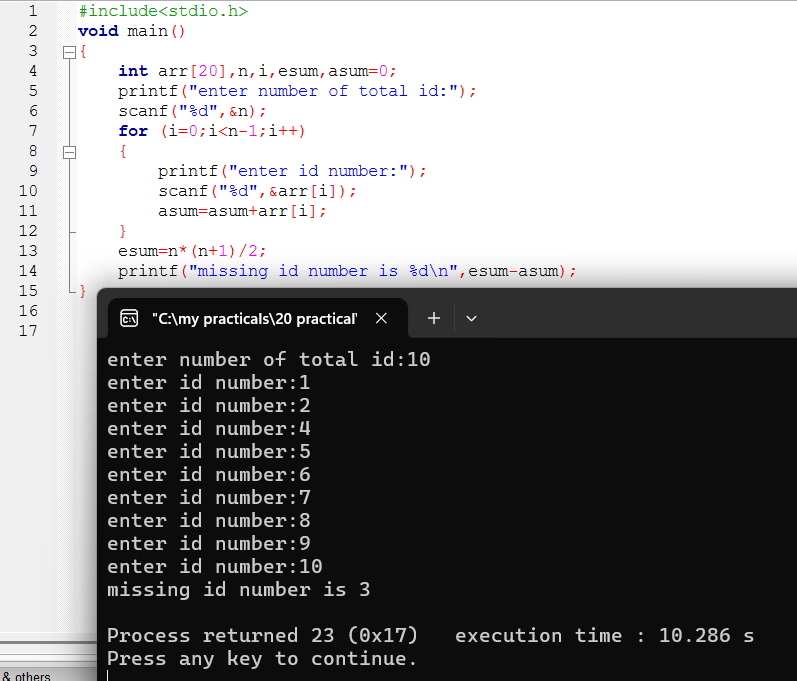 1 #include<stdio.h>
2 void main()
3 {
4 int arr[20],n,i,esum,asum=0;
5 printf("enter number of total id:");
6 scanf("%d",&n);
7 for (i=0;i<n-1;i++)
8 {
9 printf("enter id number:");
10 scanf("%d",&arr[i]);
11 asum=asum+arr[i];
12 }
13 esum=n*(n+1)/2;
14 printf("missing id number is %d\n",esum-asum);
15 }
16
17
"C:\my practicals\20 practical'
enter number of total id:10
enter id number:1
enter id number:2
enter id number:4
enter id number:5
enter id number:6
enter id number:7
enter id number:8
enter id number:9
enter id number:10
missing id number is 3
Process returned 23 (0x17) execution time : 10.286 s
Press any key to continue.
& others